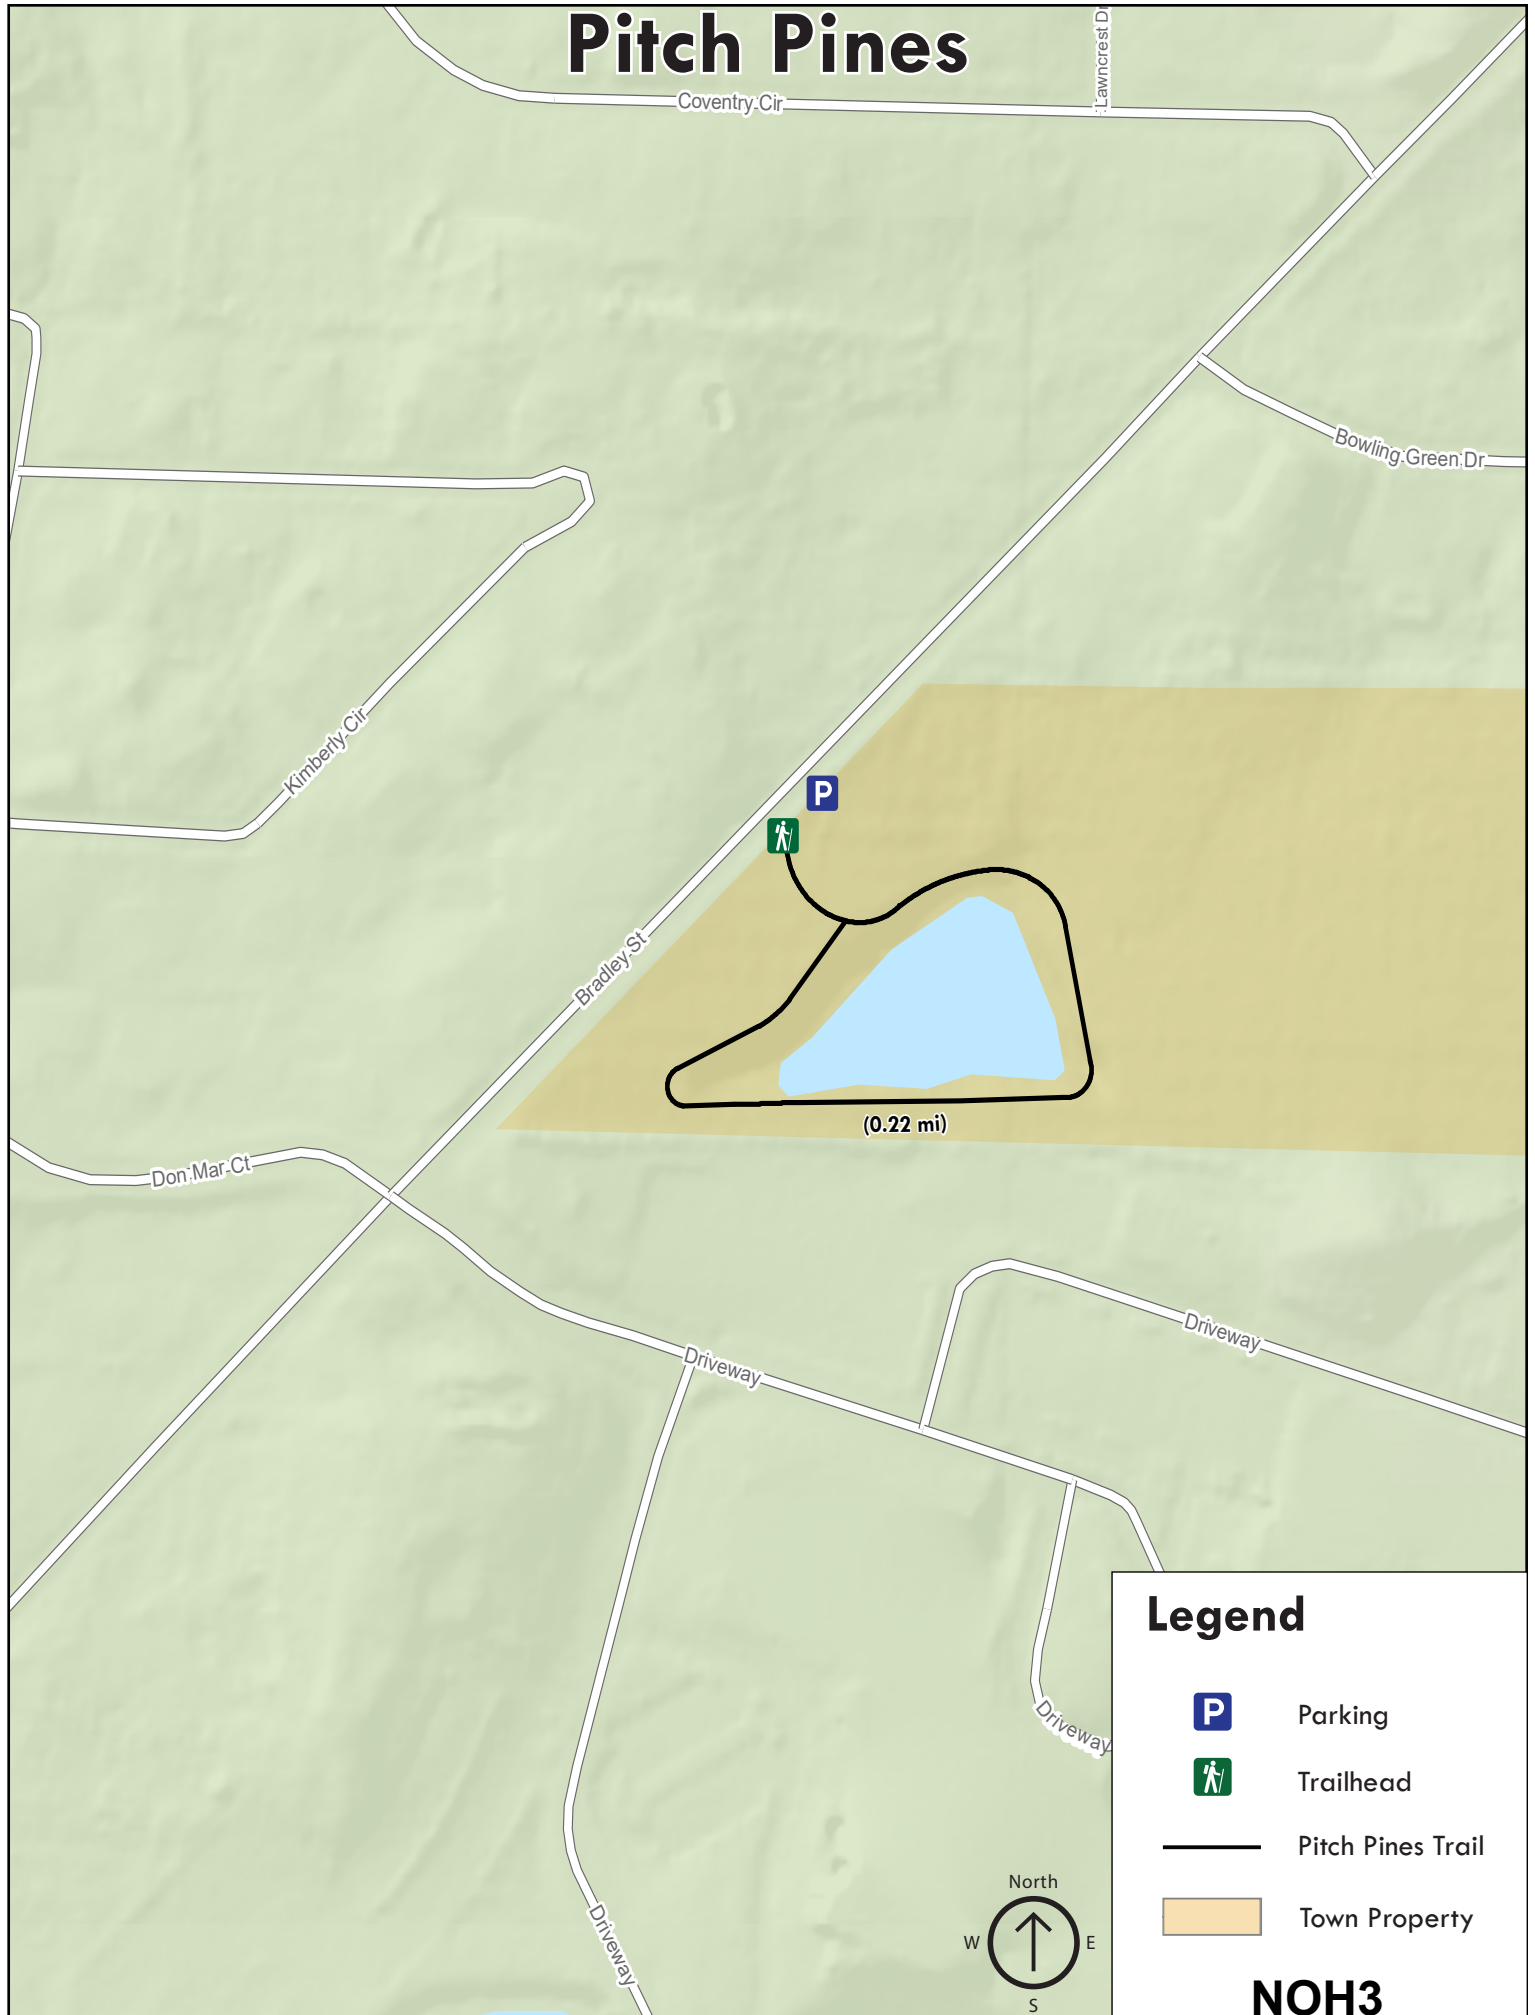 Pitch Pines
Lawncrest Dr
Coventry Cir
Bowling Green Dr
Kimberly Cir
P
Bradley St
(0.22 mi)
Don Mar Ct
Driveway
Driveway
Driveway
Driveway
North
W
E
S
Legend
P Parking
Trailhead
Pitch Pines Trail
Town Property
NOH3